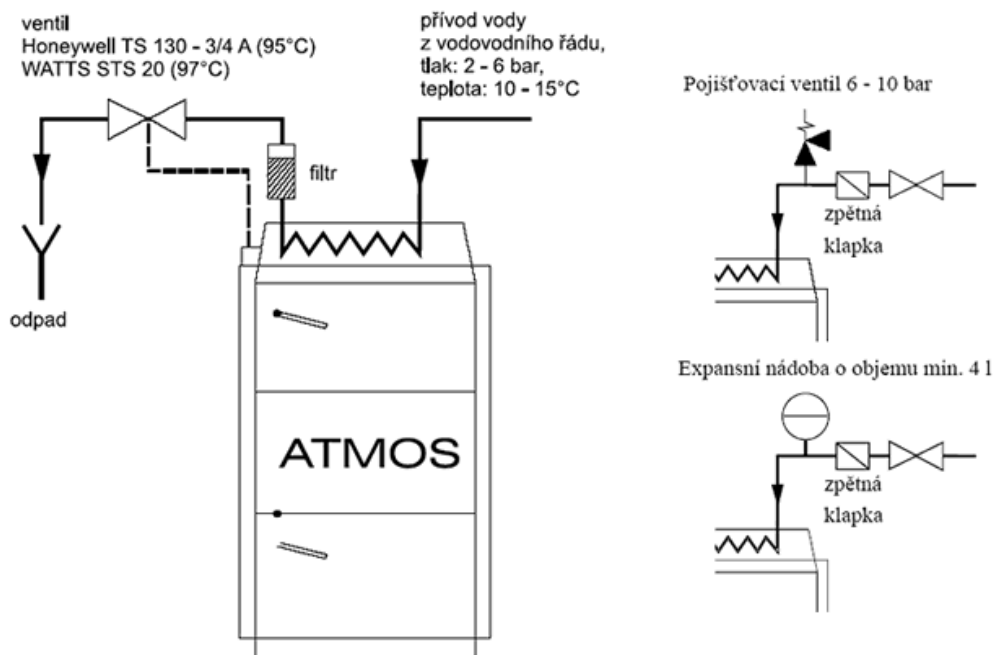 ventil
Honeywell TS 130 - 3/4 A (95°C)
WATTS STS 20 (97°C)
přívod vody
z vodovodního řádu,
tlak: 2 - 6 bar,
teplota: 10 - 15°C
filtr
odpad
ATMOS
Pojišťovací ventil 6 - 10 bar
zpětná
klapka
Expansní nádoba o objemu min. 4 l
zpětná
klapka